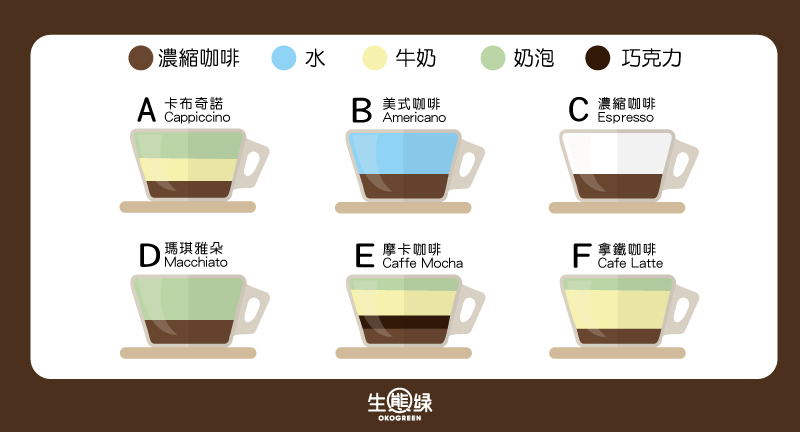 濃縮咖啡 水 牛奶 奶泡 巧克力
A 卡布奇諾
Cappiccino
B 美式咖啡
Americano
C 濃縮咖啡
Espresso
D 瑪琪雅朵
Macchiato
E 摩卡咖啡
Caffe Mocha
F 拿鐵咖啡
Cafe Latte
生態綠
OKOGREEN